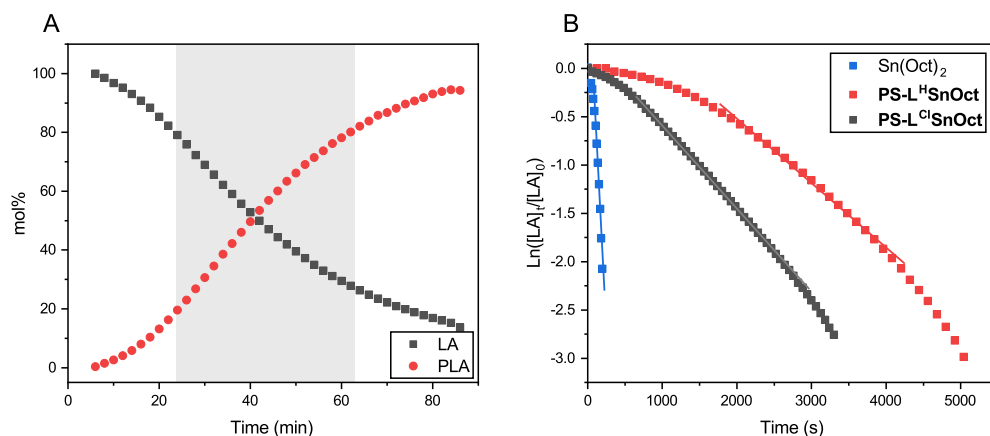 A
mol%
100
80
60
40
20
0
LA
PLA
0
20
40
60
80
Time (min)
B
Ln([LA]t/[LA]0)
0.0
-0.5
-1.0
-1.5
-2.0
-2.5
-3.0
Sn(Oct)2
PS-LHSnOct
PS-LClSnOct
0
1000
2000
3000
4000
5000
Time (s)